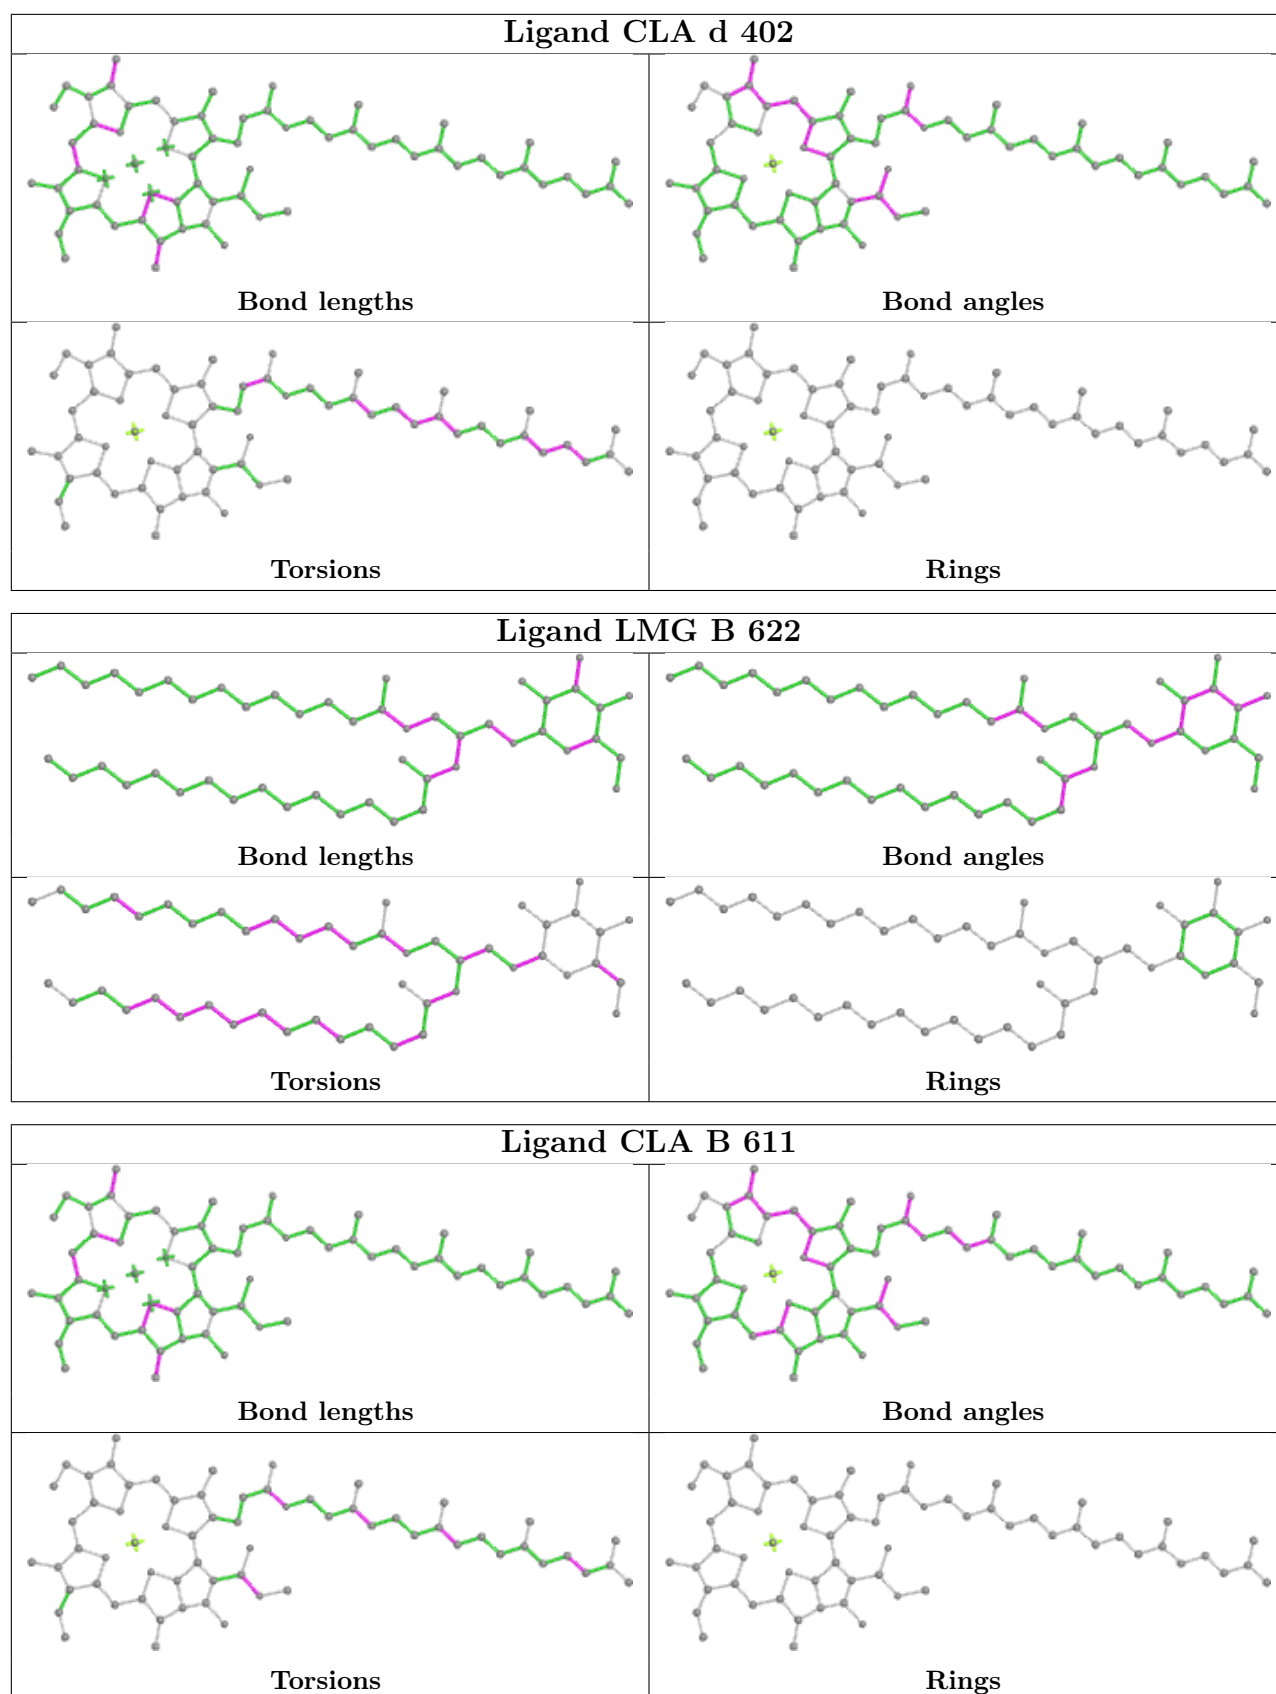 Ligand CLA d 402
Bond lengths
Bond angles
Torsions
Rings
Ligand LMG B 622
Bond lengths
Bond angles
Torsions
Rings
Ligand CLA B 611
Bond lengths
Bond angles
Torsions
Rings